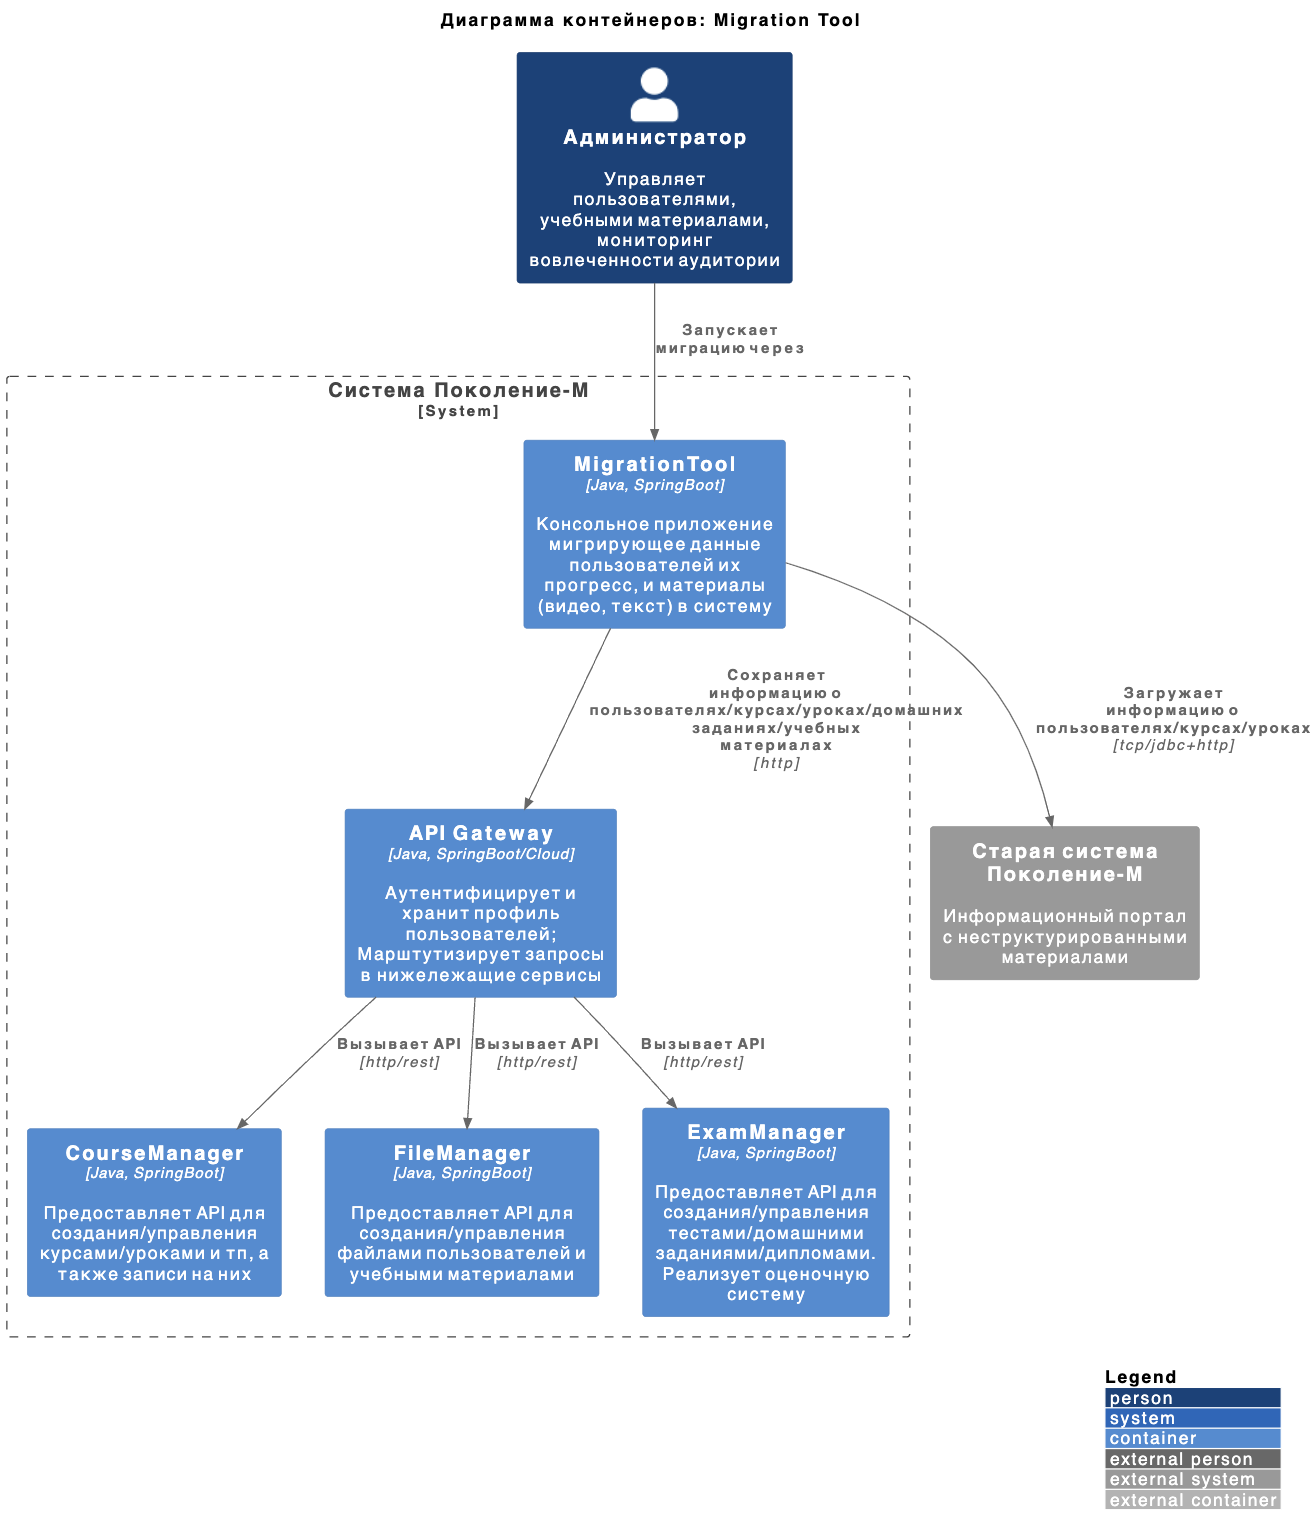 Диаграмма контейнеров: Migration Tool
Администратор
Управляет
пользователями,
учебными материалами,
мониторинг
вовлеченности аудитории
Запускает
миграцию через
Система Поколение-М
[System]
MigrationTool
[Java, SpringBoot]
Консольное приложение
мигрирующее данные
пользователей их
прогресс, и материалы
(видео, текст) в систему
Сохраняет
информацию о
пользователях/курсах/уроках/домашних
заданиях/учебных
материалах
[http]
Загружает
информацию о
пользователях/курсах/уроках
[tcp/jdbc+http]
API Gateway
[Java, SpringBoot/Cloud]
Аутентифицирует и
хранит профиль
пользователей;
Марштутизирует запросы
в нижележащие сервисы
Старая система
Поколение-М
Информационный портал
с неструктурированными
материалами
Вызывает API
[http/rest]
Вызывает API
[http/rest]
Вызывает API
[http/rest]
CourseManager
[Java, SpringBoot]
Предоставляет API для
создания/управления
курсами/уроками и тп, а
также записи на них
FileManager
[Java, SpringBoot]
Предоставляет API для
создания/управления
файлами пользователей и
учебными материалами
ExamManager
[Java, SpringBoot]
Предоставляет API для
создания/управления
тестами/домашними
заданиями/дипломами.
Реализует оценочную
систему
Legend
person
system
container
external person
external system
external container